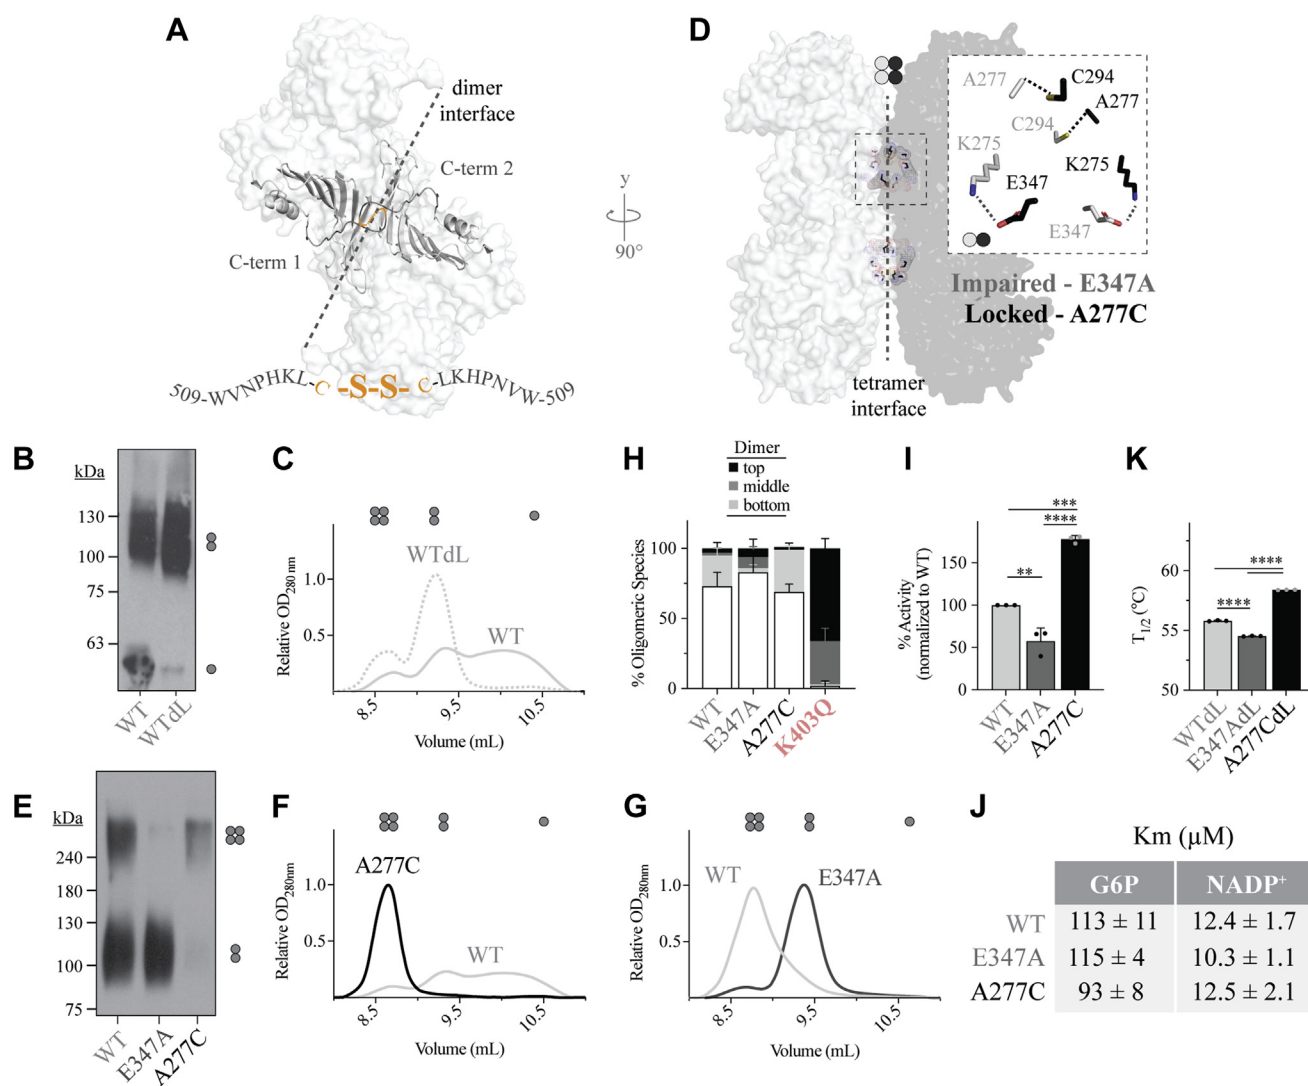 A
dimer
interface
C-term 2
C-term 1
509-WVNPHKL-C-S-S-C-LKHPNVW-509
y
90°
D
A277
C294
A277
C294
K275
K275
E347
E347
Impaired - E347A
Locked - A277C
tetramer
interface
B
kDa
130
100
75
63
WT
WTdL
C
WTdL
WT
1.0
0.5
Relative OD280nm
8.5
9.5
10.5
Volume (mL)
H
Dimer
top
middle
bottom
100
50
0
% Oligomeric Species
WT
E347A
A277C
K403Q
I
***
****
**
150
100
50
0
% Activity
(normalized to WT)
WT
E347A
A277C
K
****
****
60
55
50
T1/2 (°C)
WTdL
E347AdL
A277CdL
E
kDa
240
180
130
100
75
WT
E347A
A277C
F
A277C
WT
1.0
0.5
Relative OD280nm
8.5
9.5
10.5
Volume (mL)
G
WT
E347A
1.0
0.5
Relative OD280nm
8.5
9.5
10.5
Volume (mL)
J
Km (µM)
G6P NADP+
WT 113 ± 11 12.4 ± 1.7
E347A 115 ± 4 10.3 ± 1.1
A277C 93 ± 8 12.5 ± 2.1